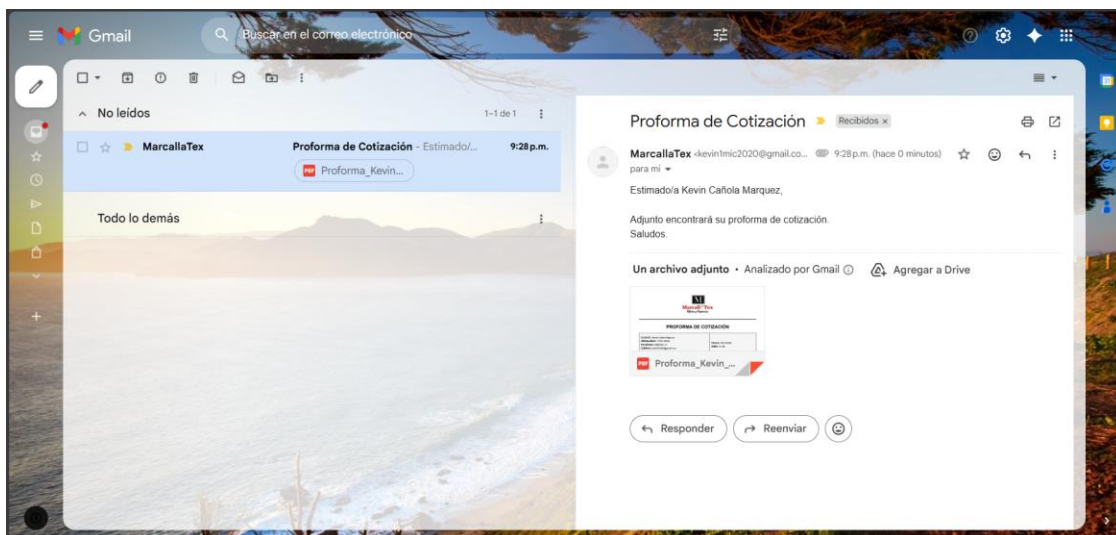 Gmail
Buscar en el correo electrónico
No leídos
1–1 de 1
MarcallaTex
Proforma de Cotización - Estimado/...
9:28 p.m.
PDF Proforma_Kevin...
Todo lo demás
Proforma de Cotización
Recibidos x
MarcallaTex <kevin1mic2020@gmail.co...
9:28 p.m. (hace 0 minutos)
para mí
Estimado/a Kevin Cañola Marquez,
Adjunto encontrará su proforma de cotización.
Saludos.
Un archivo adjunto • Analizado por Gmail
Agregar a Drive
M
MarcallaTex
PROFORMA DE COTIZACIÓN
PDF Proforma_Kevin_...
Responder
Reenviar